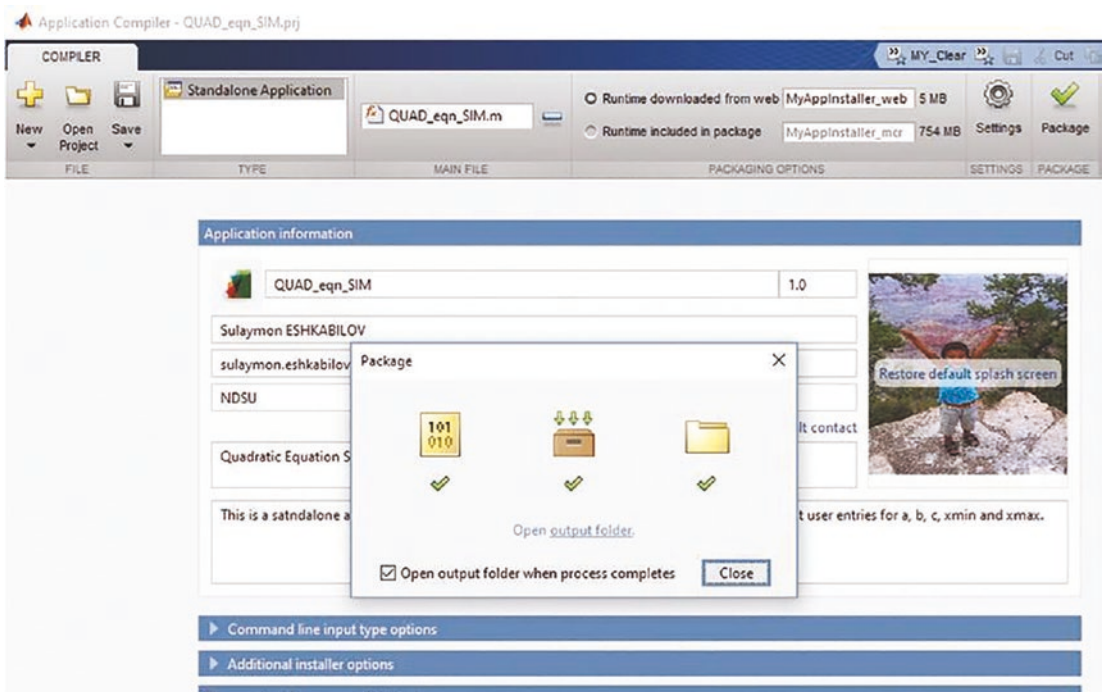 Application Compiler - QUAD_eqn_SIM.prj
COMPILER
MY_Clear
Cut
New
Open Project
Save
Standalone Application
QUAD_eqn_SIM.m
Runtime downloaded from web MyAppInstaller_web 5 MB
Runtime included in package MyAppInstaller_mcr 754 MB
Settings
Package
FILE
TYPE
MAIN FILE
PACKAGING OPTIONS
SETTINGS
PACKAGE
Application information
QUAD_eqn_SIM
1.0
Sulaymon ESHKABILOV
sulaymon.eshkabilov
NDSU
lt contact
Quadratic Equation S
This is a satndalone a
t user entries for a, b, c, xmin and xmax.
Restore default splash screen
Package
101
010
Open output folder.
Open output folder when process completes
Close
Command line input type options
Additional installer options